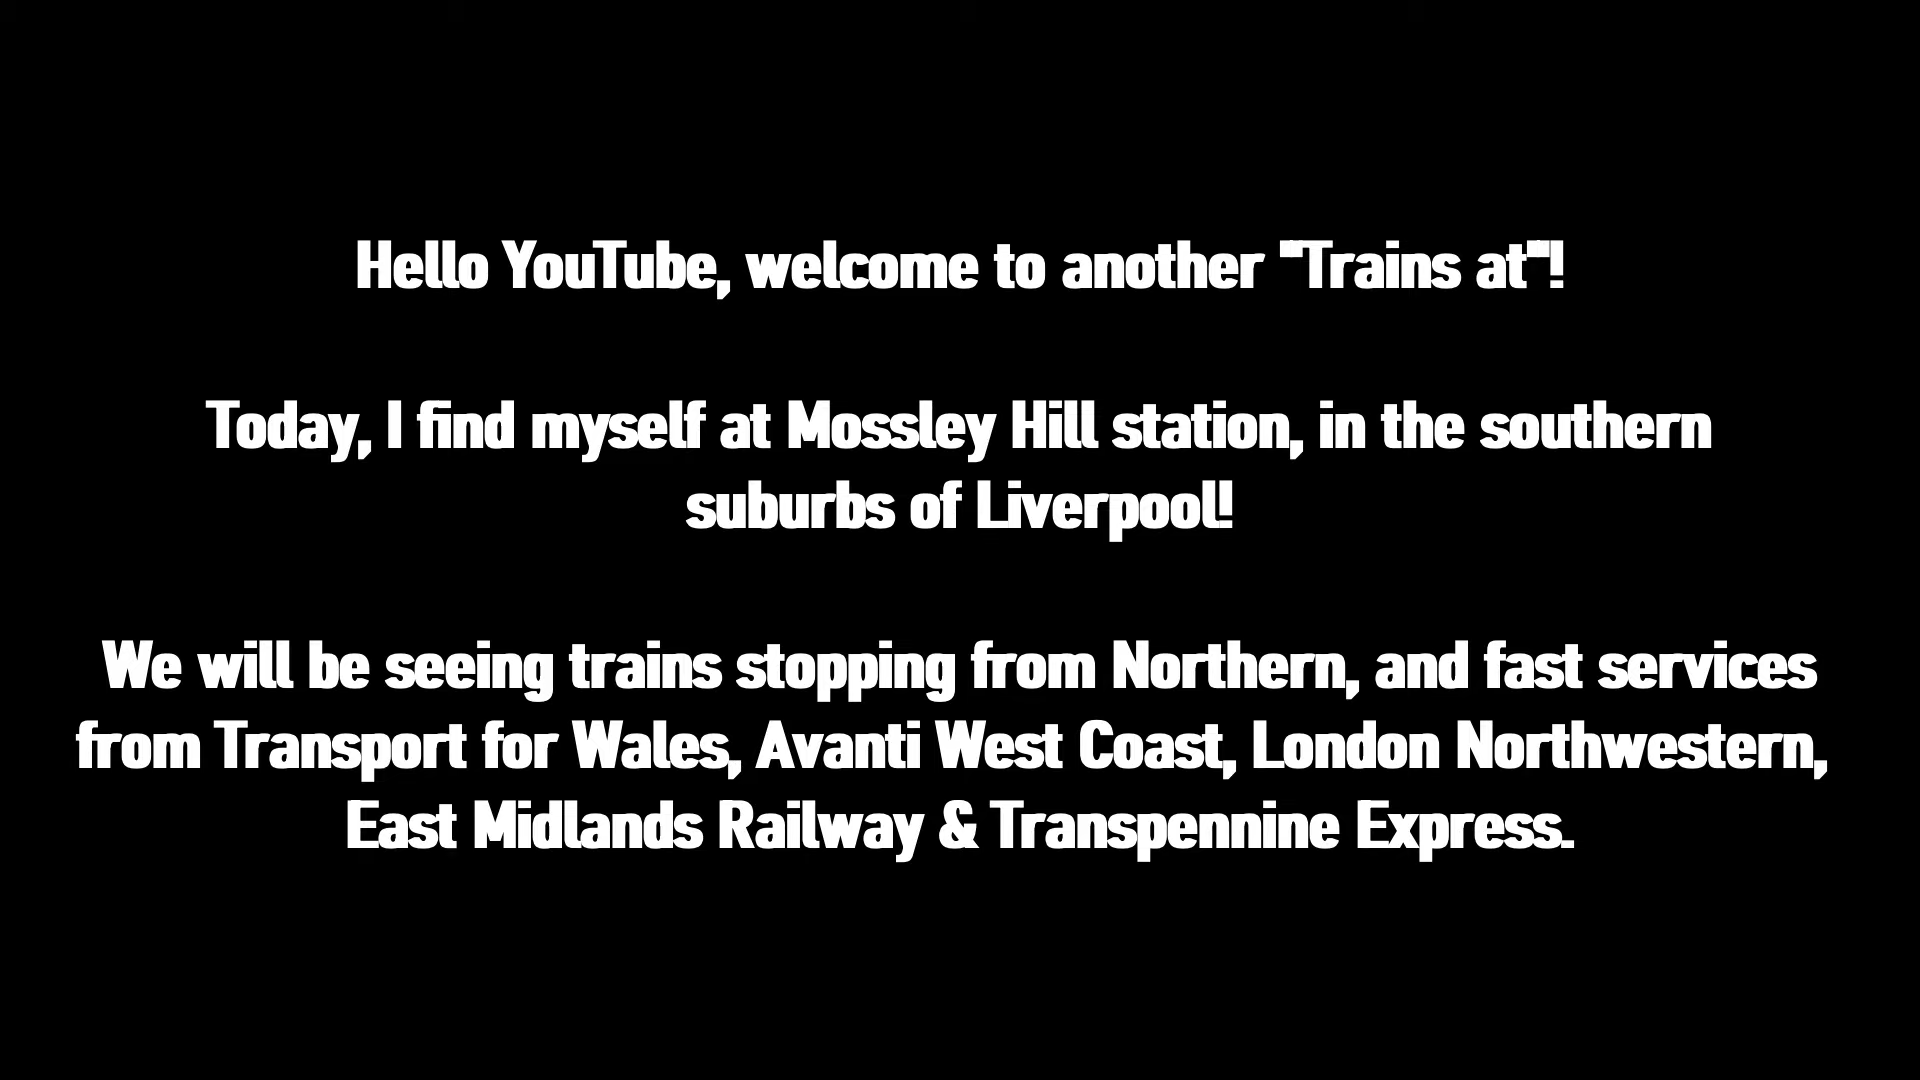 Hello YouTube, welcome to another "Trains at"!
Today, I find myself at Mossley Hill station, in the southern
suburbs of Liverpool!
We will be seeing trains stopping from Northern, and fast services
from Transport for Wales, Avanti West Coast, London Northwestern,
East Midlands Railway & Transpennine Express.